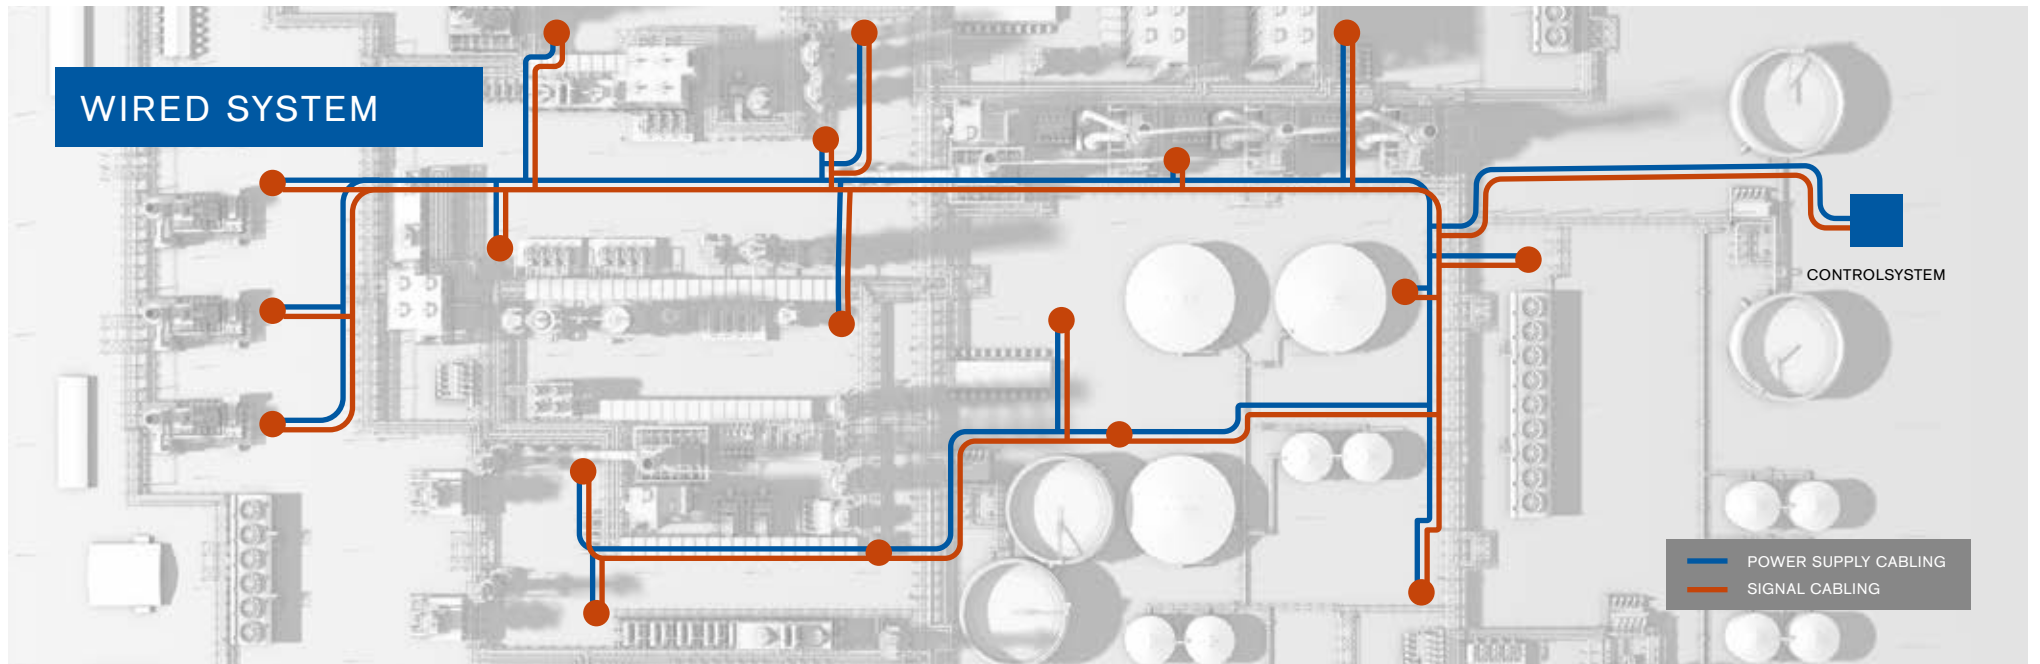 WIRED SYSTEM
CONTROLSYSTEM
POWER SUPPLY CABLING
SIGNAL CABLING